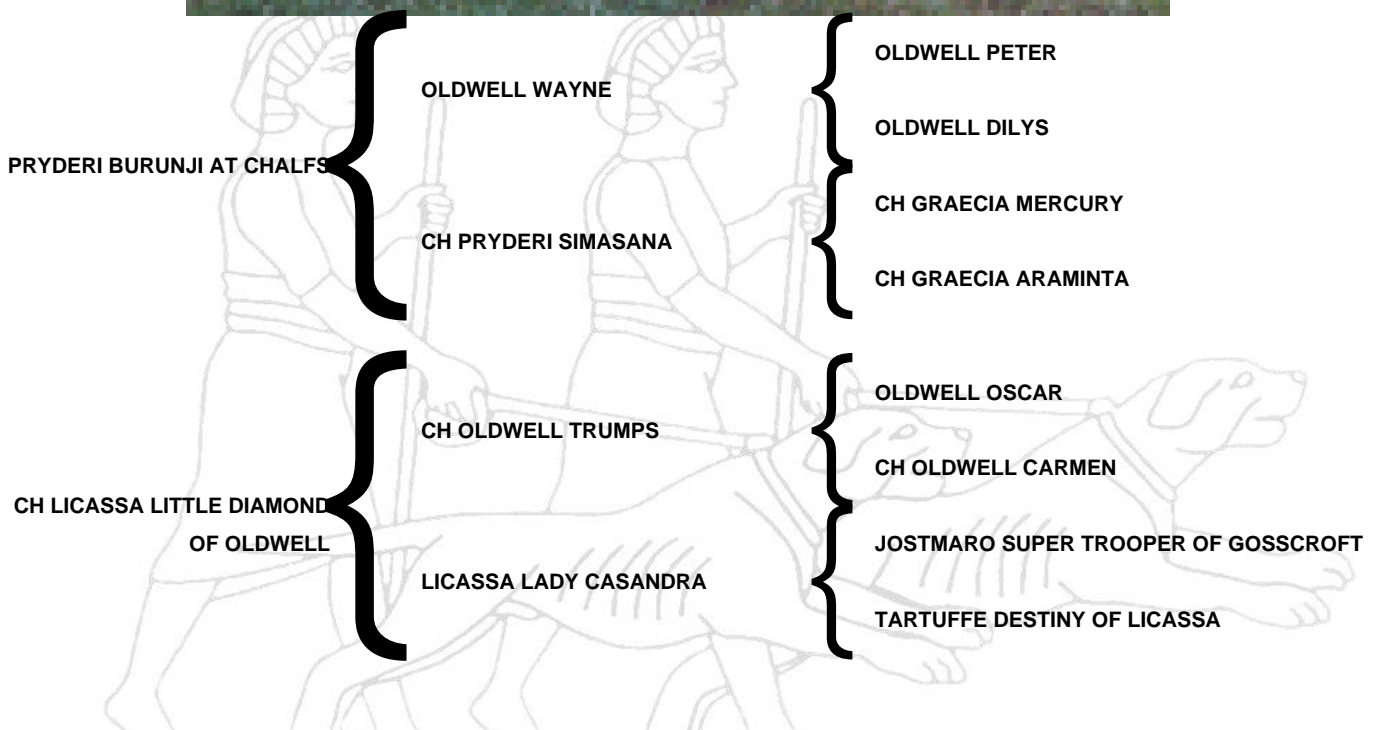 OLDWELL PETER
OLDWELL WAYNE
OLDWELL DILYS
PRYDERI BURUNJI AT CHALFS
CH GRAECIA MERCURY
CH PRYDERI SIMASANA
CH GRAECIA ARAMINTA
OLDWELL OSCAR
CH OLDWELL TRUMPS
CH OLDWELL CARMEN
CH LICASSA LITTLE DIAMOND
OF OLDWELL
JOSTMARO SUPER TROOPER OF GOSSCROFT
LICASSA LADY CASANDRA
TARTUFFE DESTINY OF LICASSA